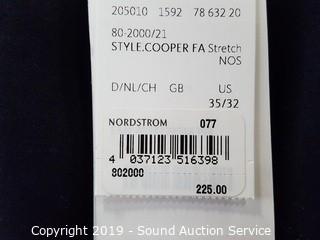 205010 1592 78 632 20
80-2000/21
STYLE.COOPER FA Stretch
NOS
D/NL/CH GB US
35/32
NORDSTROM 077
4 037123 516398
802000
225.00
Copyright 2019 - Sound Auction Service